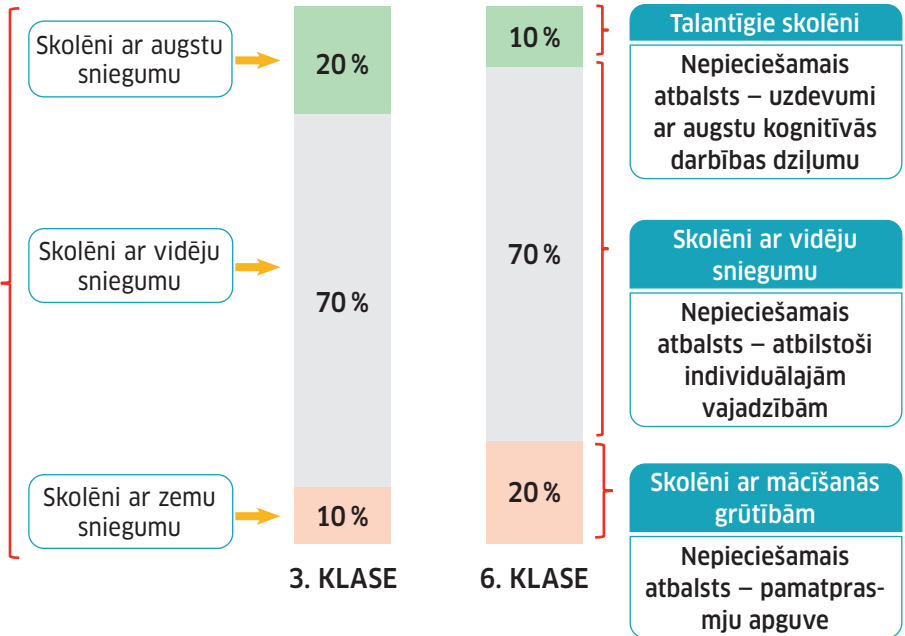 Skolēni ar augstu
sniegumu
Skolēni ar vidēju
sniegumu
Skolēni ar zemu
sniegumu
20 %
70 %
10 %
3. KLASE
10 %
70 %
20 %
6. KLASE
Talantīgie skolēni
Nepieciešamais
atbalsts – uzdevumi
ar augstu kognitīvās
darbības dziļumu
Skolēni ar vidēju
sniegumu
Nepieciešamais
atbalsts – atbilstoši
individuālajām
vajadzībām
Skolēni ar mācīšanās
grūtībām
Nepieciešamais
atbalsts – pamatpras-
mju apguve